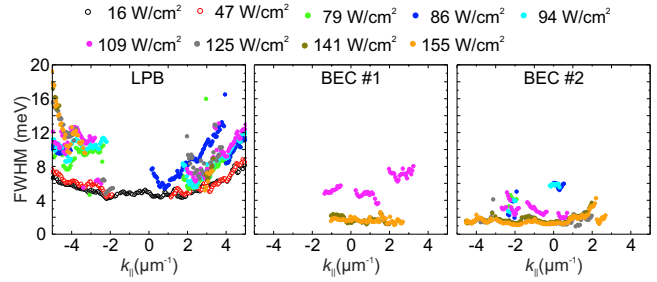 16 W/cm² 47 W/cm² 79 W/cm² 86 W/cm² 94 W/cm²
109 W/cm² 125 W/cm² 141 W/cm² 155 W/cm²
LPB BEC #1 BEC #2
FWHM (meV)
20
16
12
8
4
0
-5 -2 0 2 5 -4 -2 0 2 4 -4 -2 0 2 4
k||(μm⁻¹) k||(μm⁻¹) k||(μm⁻¹)